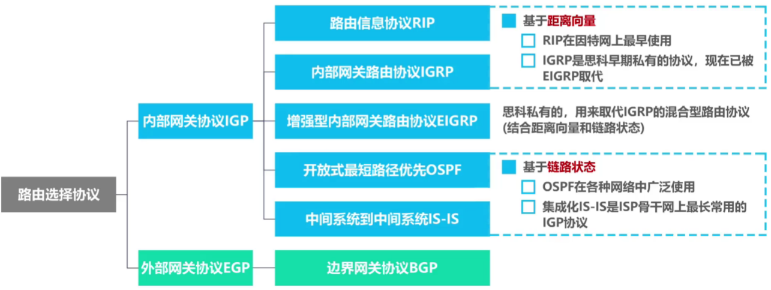 路由选择协议
内部网关协议IGP
路由信息协议RIP
内部网关路由协议IGRP
增强型内部网关路由协议EIGRP
开放式最短路径优先OSPF
中间系统到中间系统IS-IS
外部网关协议EGP
边界网关协议BGP
基于距离向量
RIP在因特网上最早使用
IGRP是思科早期私有的协议，现在已被
EIGRP取代
思科私有的，用来取代IGRP的混合型路由协议
(结合距离向量和链路状态)
基于链路状态
OSPF在各种网络中广泛使用
集成化IS-IS是ISP骨干网上最长常用的
IGP协议